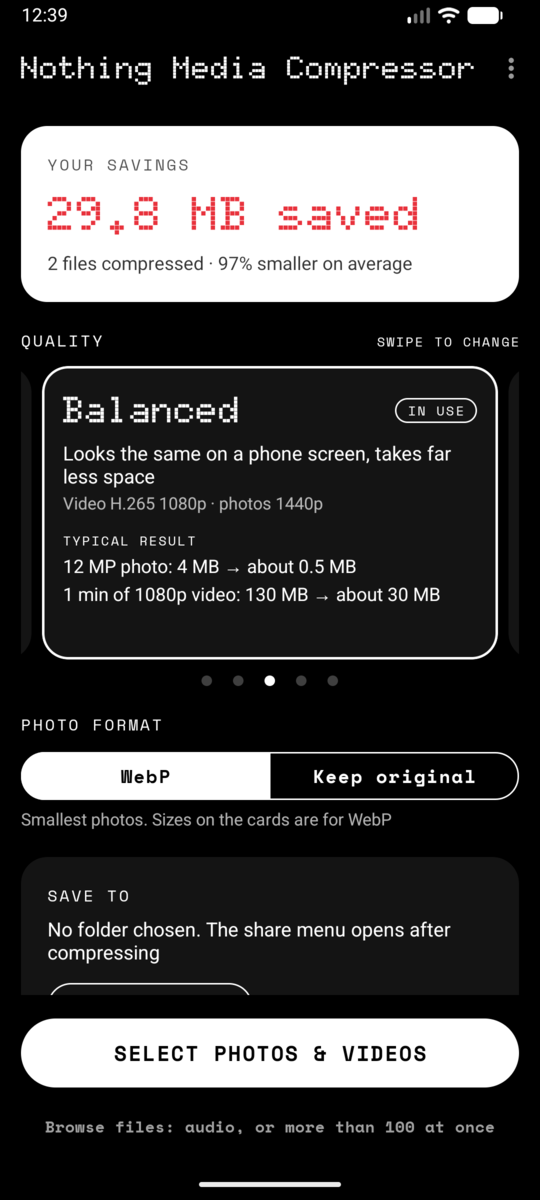 12:39
Nothing Media Compressor
YOUR SAVINGS
29.8 MB saved
2 files compressed · 97% smaller on average
QUALITY
SWIPE TO CHANGE
Balanced
IN USE
Looks the same on a phone screen, takes far
less space
Video H.265 1080p · photos 1440p
TYPICAL RESULT
12 MP photo: 4 MB → about 0.5 MB
1 min of 1080p video: 130 MB → about 30 MB
PHOTO FORMAT
WebP
Keep original
Smallest photos. Sizes on the cards are for WebP
SAVE TO
No folder chosen. The share menu opens after
compressing
SELECT PHOTOS & VIDEOS
Browse files: audio, or more than 100 at once